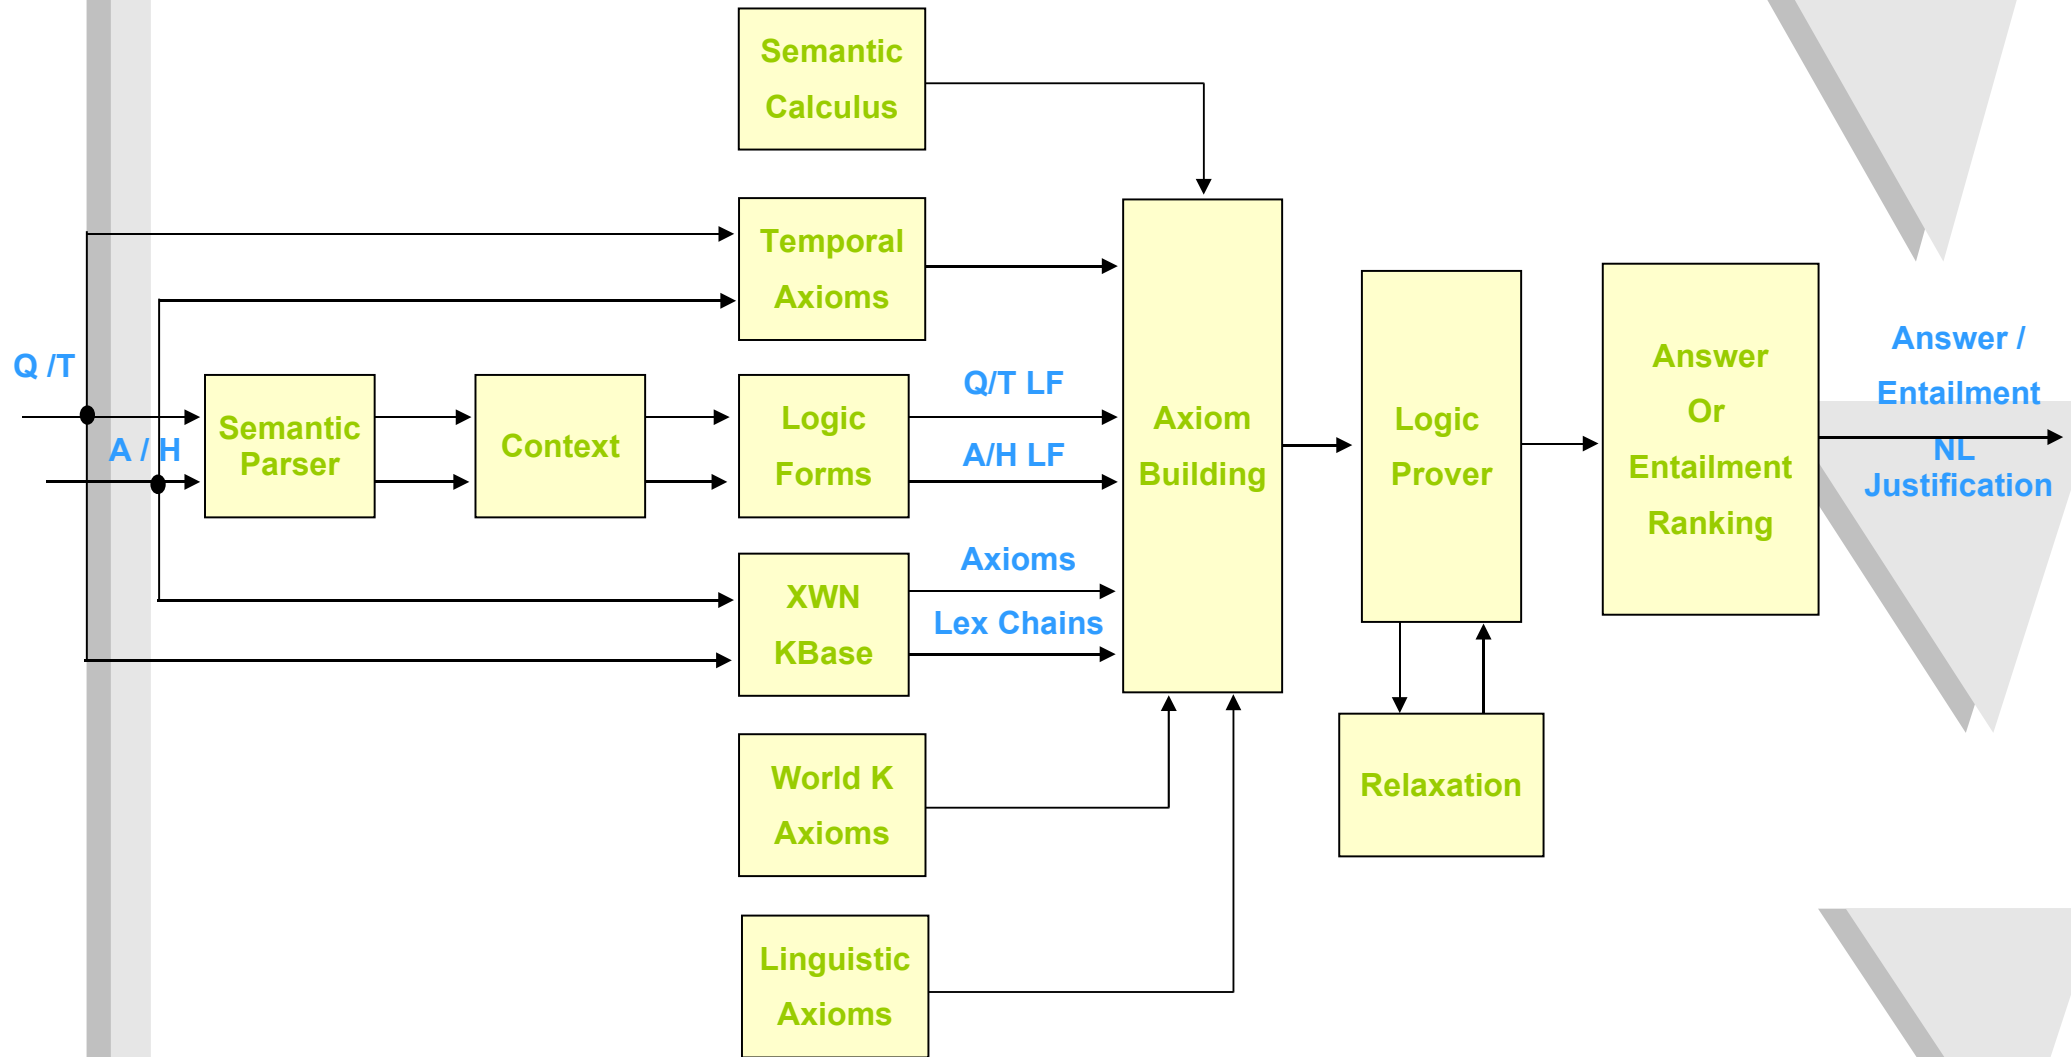 Semantic
Calculus
Temporal
Axioms
Q /T
A / H
Semantic
Parser
Context
Logic
Forms
Q/T LF
A/H LF
XWN
KBase
Axioms
Lex Chains
World K
Axioms
Linguistic
Axioms
Axiom
Building
Logic
Prover
Relaxation
Answer
Or
Entailment
Ranking
Answer /
Entailment
NL
Justification